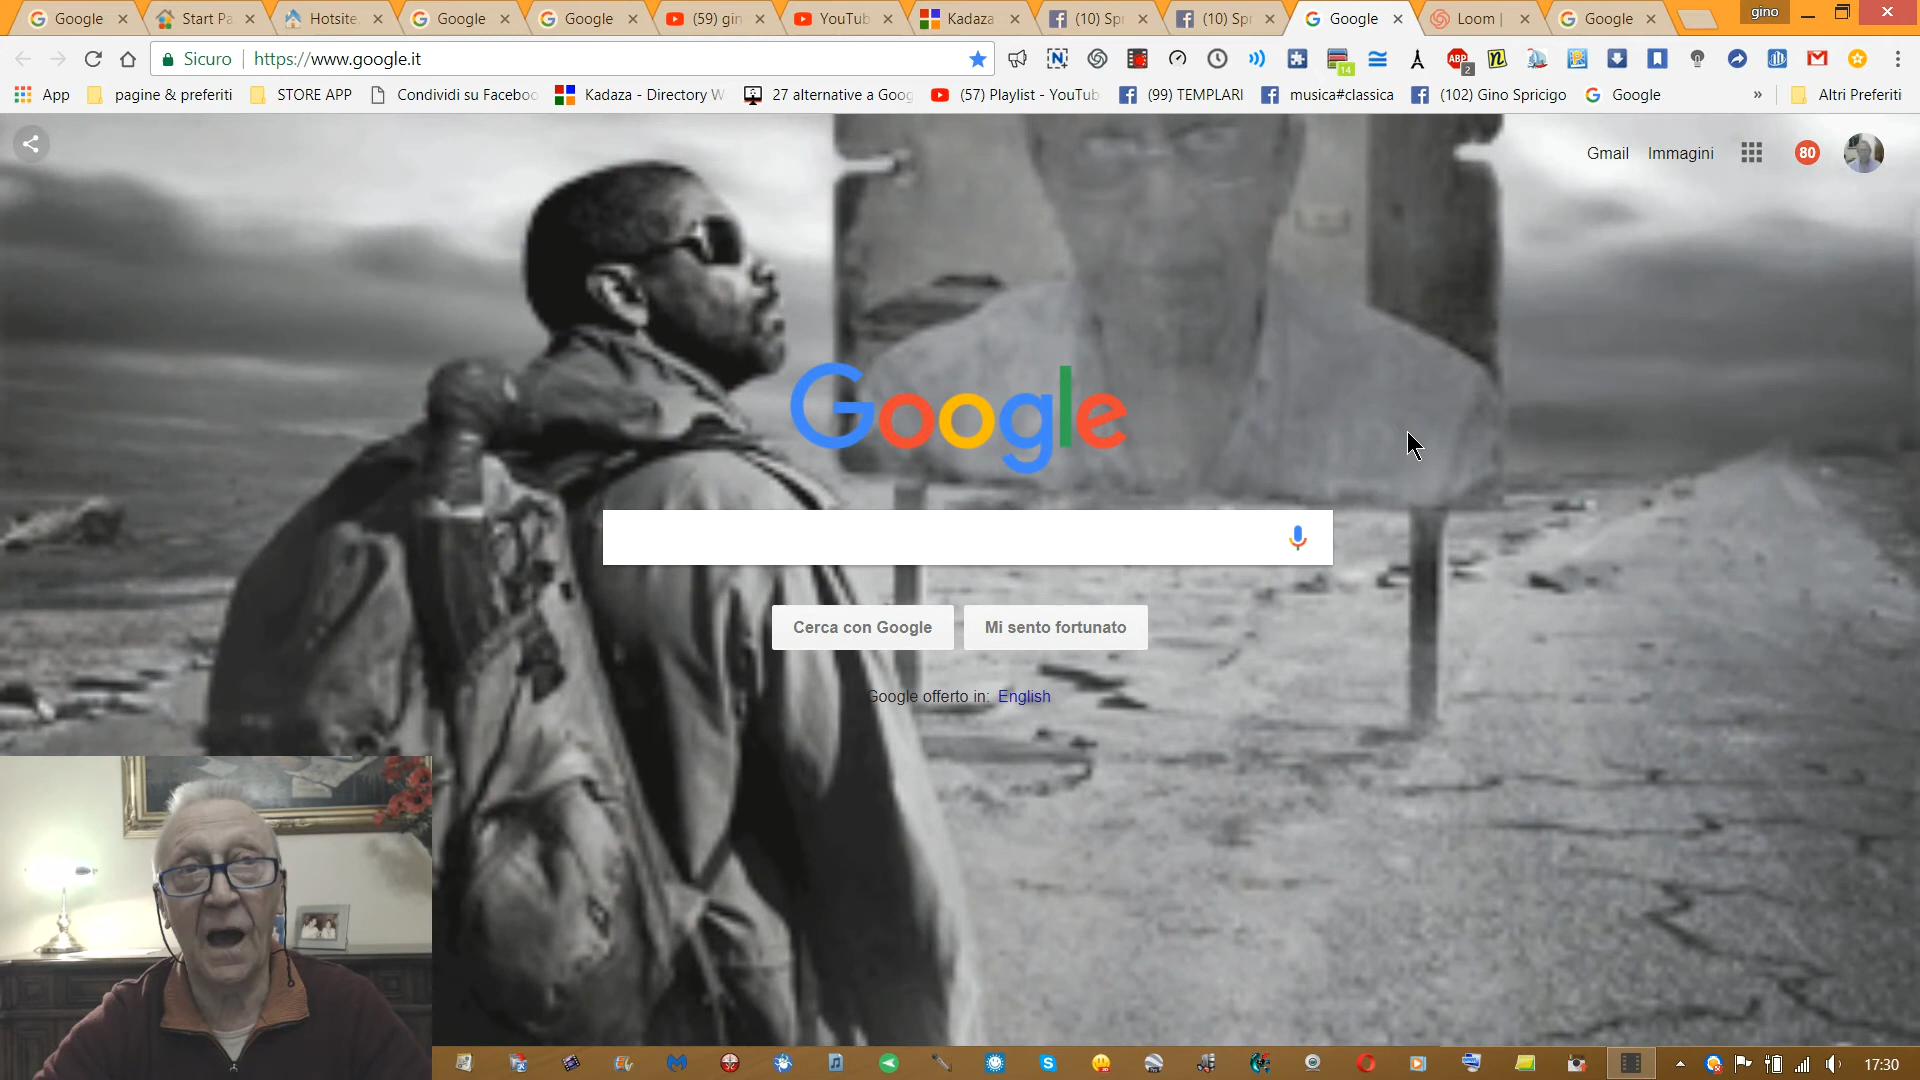 Google
Start Pa
Hotsite
Google
Google
(59) gin
YouTub
Kadaza
(10) Spr
(10) Spr
Google
Loom |
Google
gino
Sicuro
https://www.google.it
14
ABP
2
App
pagine & preferiti
STORE APP
Condividi su Faceboo
Kadaza - Directory W
27 alternative a Goog
(57) Playlist - YouTub
(99) TEMPLARI
musica#classica
(102) Gino Spricigo
Google
»
Altri Preferiti
Gmail
Immagini
80
Google
Cerca con Google
Mi sento fortunato
Google offerto in: English
17:30